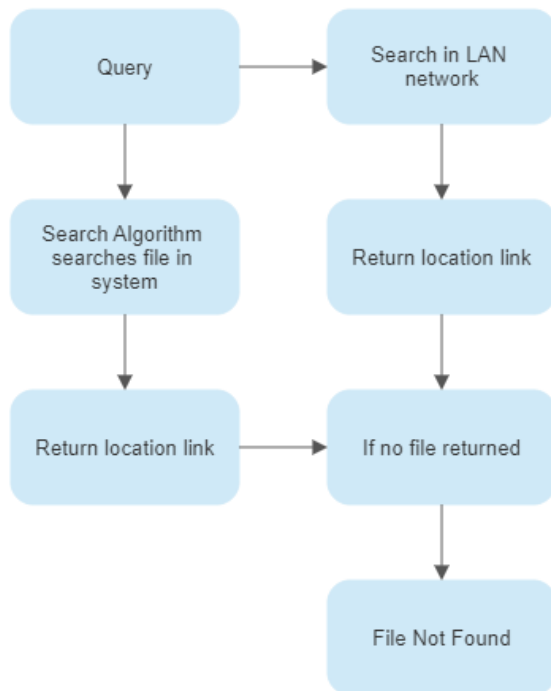 Query
Search in LAN
network
Search Algorithm
searches file in
system
Return location link
Return location link
If no file returned
File Not Found